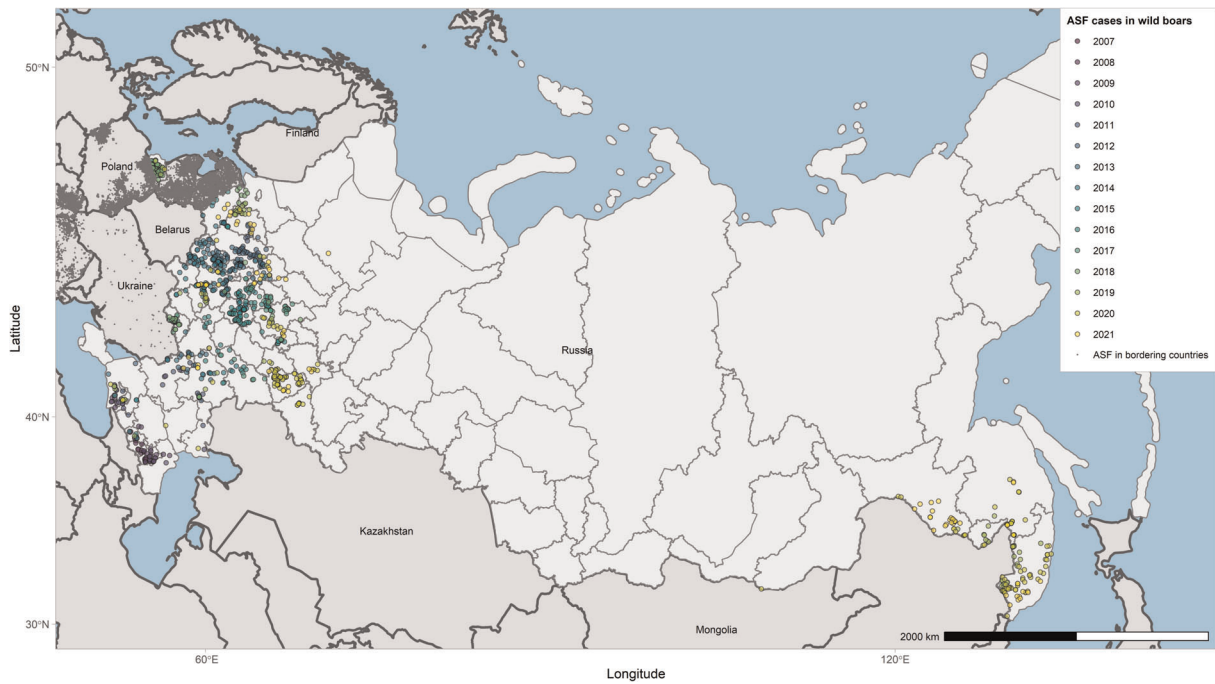 ASF cases in wild boars
2007
2008
2009
2010
2011
2012
2013
2014
2015
2016
2017
2018
2019
2020
2021
ASF in bordering countries
50°N
40°N
30°N
Latitude
Finland
Poland
Belarus
Ukraine
Russia
Kazakhstan
Mongolia
2000 km
60°E
120°E
Longitude